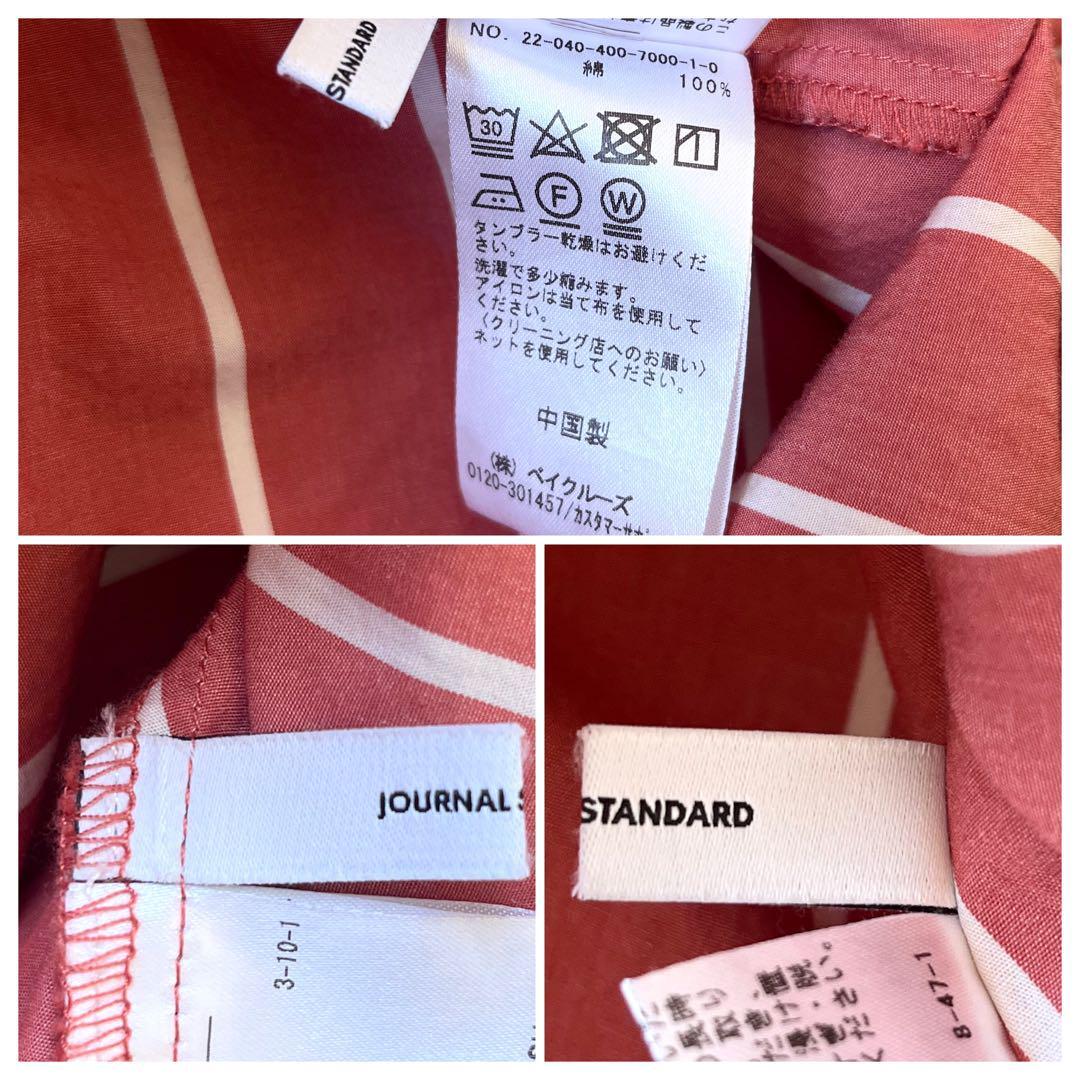 STANDARD
NO. 22-040-400-7000-1-0
綿
100%
30
1
F
W
タンブラー乾燥はお避けくだ
さい。
洗濯で多少縮みます。
アイロンは当て布を使用して
ください。
〈クリーニング店へのお願い〉
ネットを使用してください。
中国製
(株) ベイクルーズ
0120-301457/カスタマーサポ
JOURNAL S
3-10-1
STANDARD
8-47-1